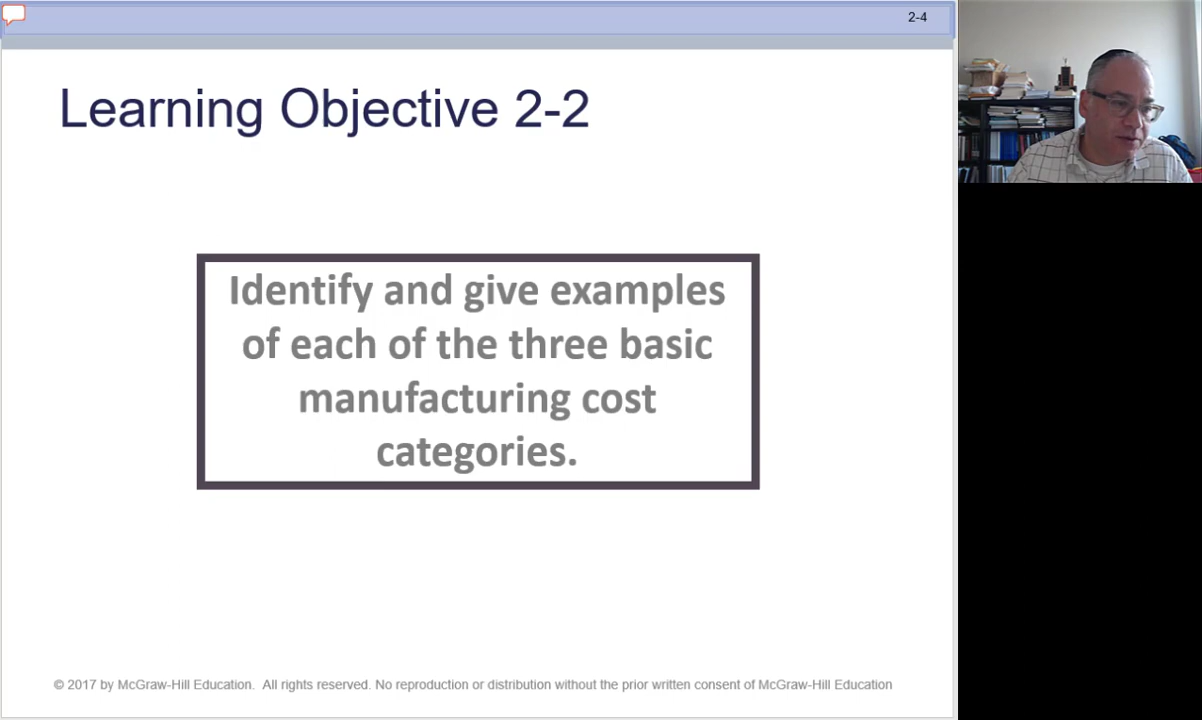 2-4
Learning Objective 2-2
Identify and give examples
of each of the three basic
manufacturing cost
categories.
© 2017 by McGraw-Hill Education.  All rights reserved. No reproduction or distribution without the prior written consent of McGraw-Hill Education